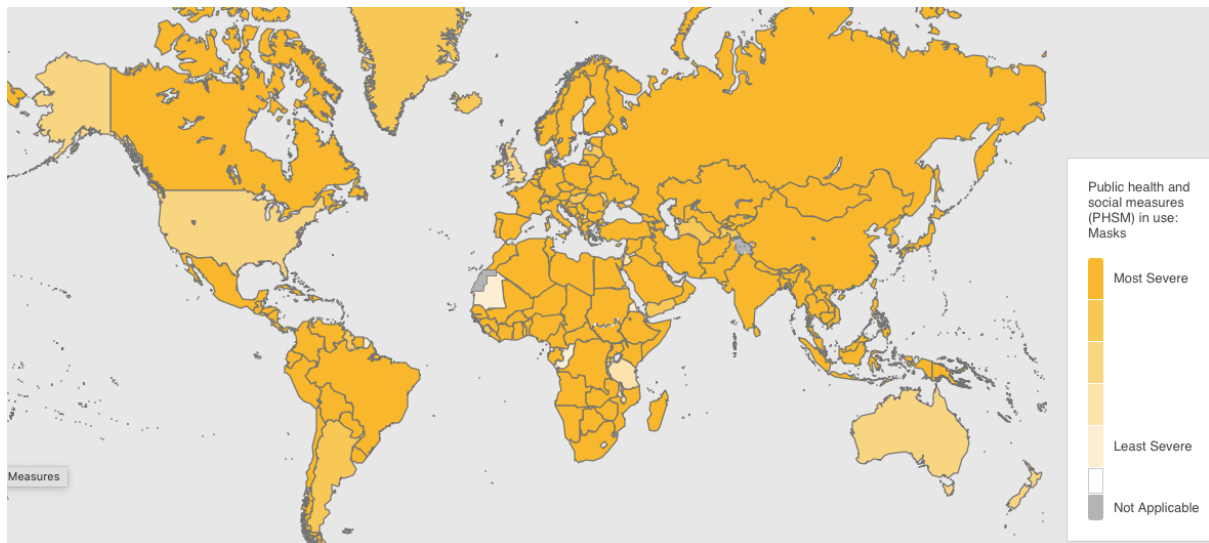 Public health and
social measures
(PHSM) in use:
Masks
Most Severe
Least Severe
Not Applicable
Measures